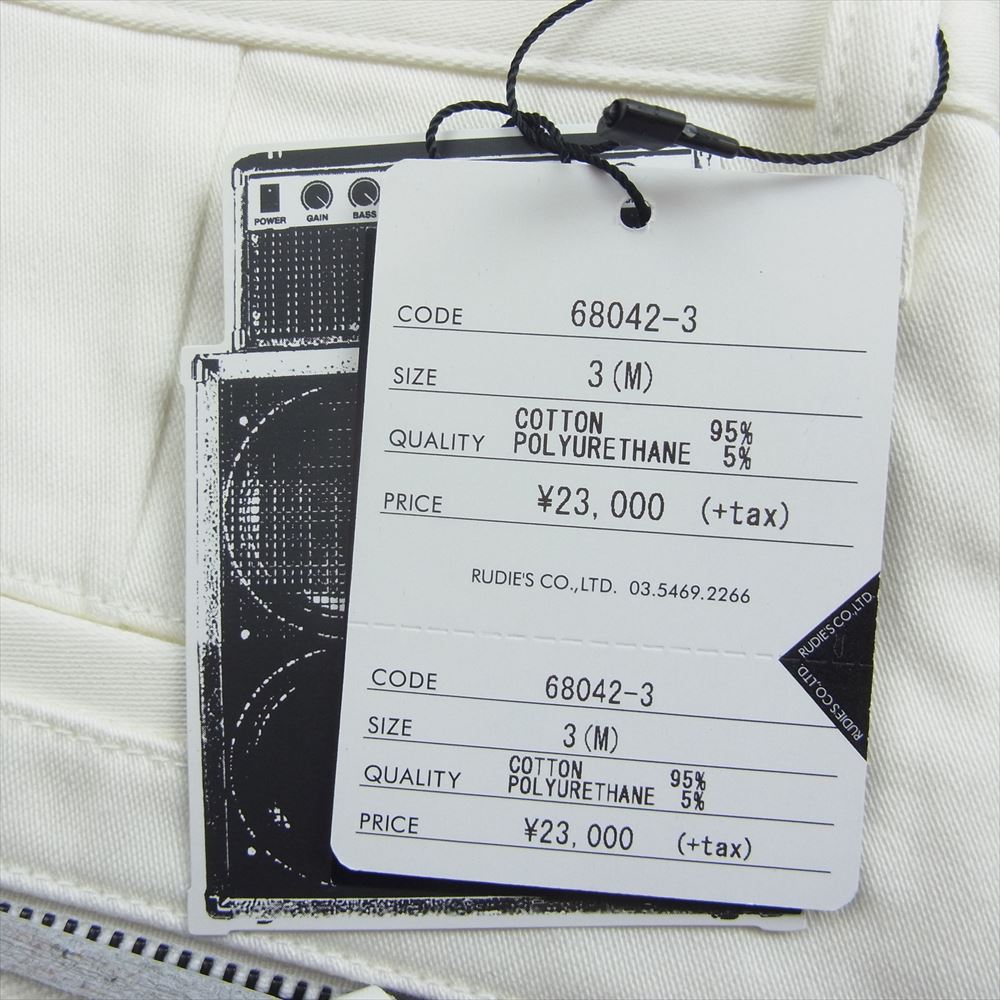 POWER GAIN BASS
CODE 68042-3
SIZE 3(M)
QUALITY COTTON 95%
POLYURETHANE 5%
PRICE ¥23,000 (+tax)
RUDIE'S CO.,LTD. 03.5469.2266
RUDIE'S CO.,LTD.
RUDIE'S CO.,LTD.
CODE 68042-3
SIZE 3(M)
QUALITY COTTON 95%
POLYURETHANE 5%
PRICE ¥23,000 (+tax)